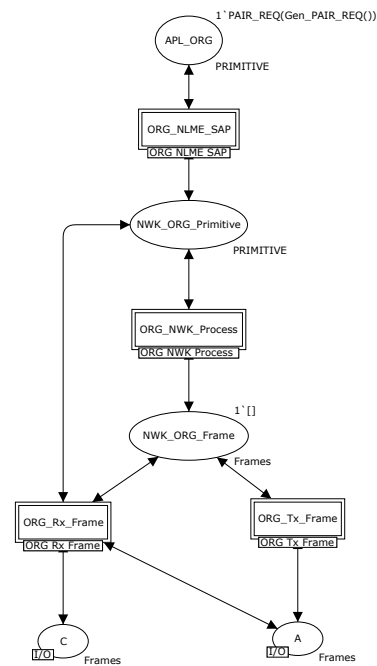 1`PAIR_REQ(Gen_PAIR_REQ())
APL_ORG
PRIMITIVE
ORG_NLME_SAP
ORG NLME SAP
NWK_ORG_Primitive
PRIMITIVE
ORG_NWK_Process
ORG NWK Process
1`[]
NWK_ORG_Frame
Frames
ORG_Rx_Frame
ORG Rx Frame
ORG_Tx_Frame
ORG Tx Frame
C
I/O
Frames
A
I/O
Frames